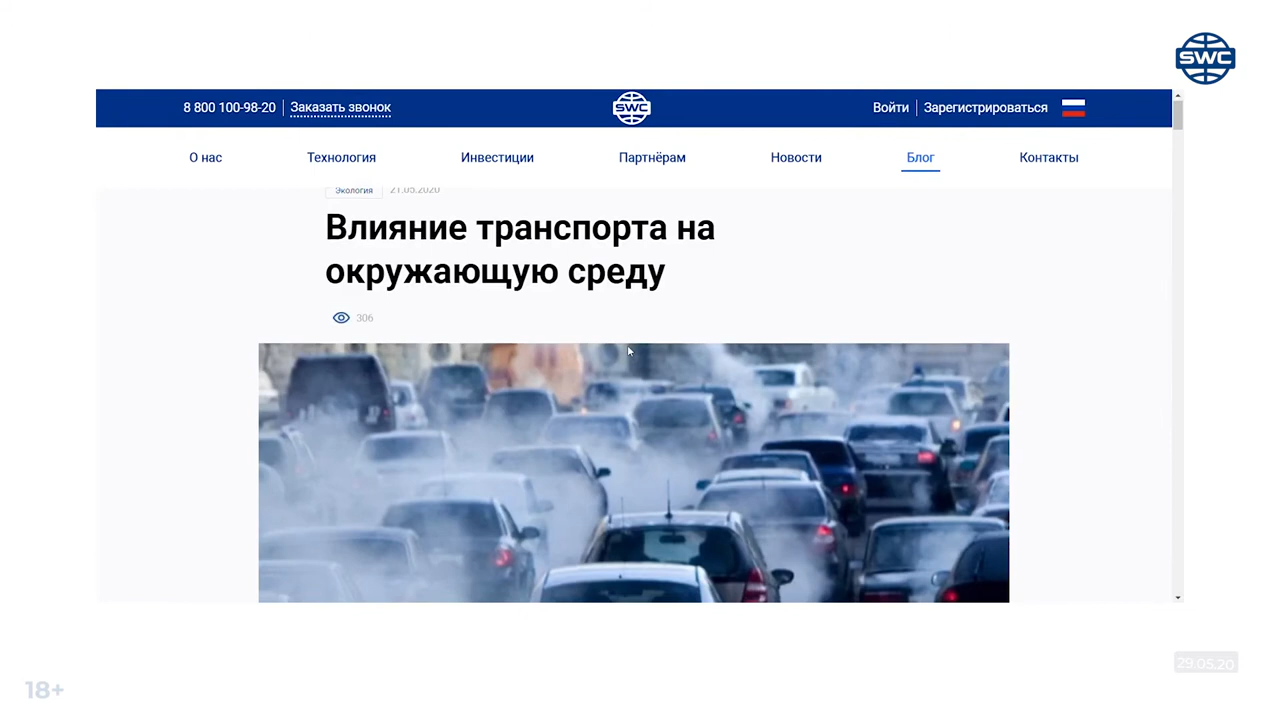 SWC
8 800 100-98-20 Заказать звонок SWC Войти Зарегистрироваться
О нас Технология Инвестиции Партнёрам Новости Блог Контакты
Экология 21.05.2020
Влияние транспорта на
окружающую среду
306
29.05.20
18+